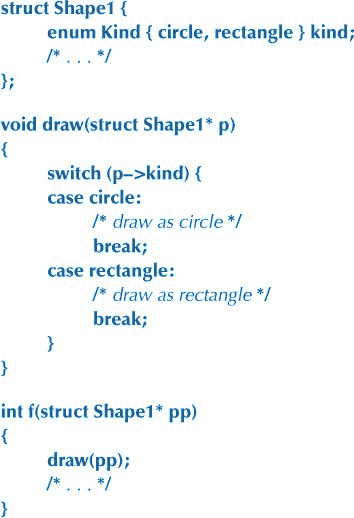 struct Shape1 {
enum Kind { circle, rectangle } kind;
/* . . . */
};
void draw(struct Shape1* p)
{
switch (p–>kind) {
case circle:
/* draw as circle */
break;
case rectangle:
/* draw as rectangle */
break;
}
}
int f(struct Shape1* pp)
{
draw(pp);
/* . . . */
}